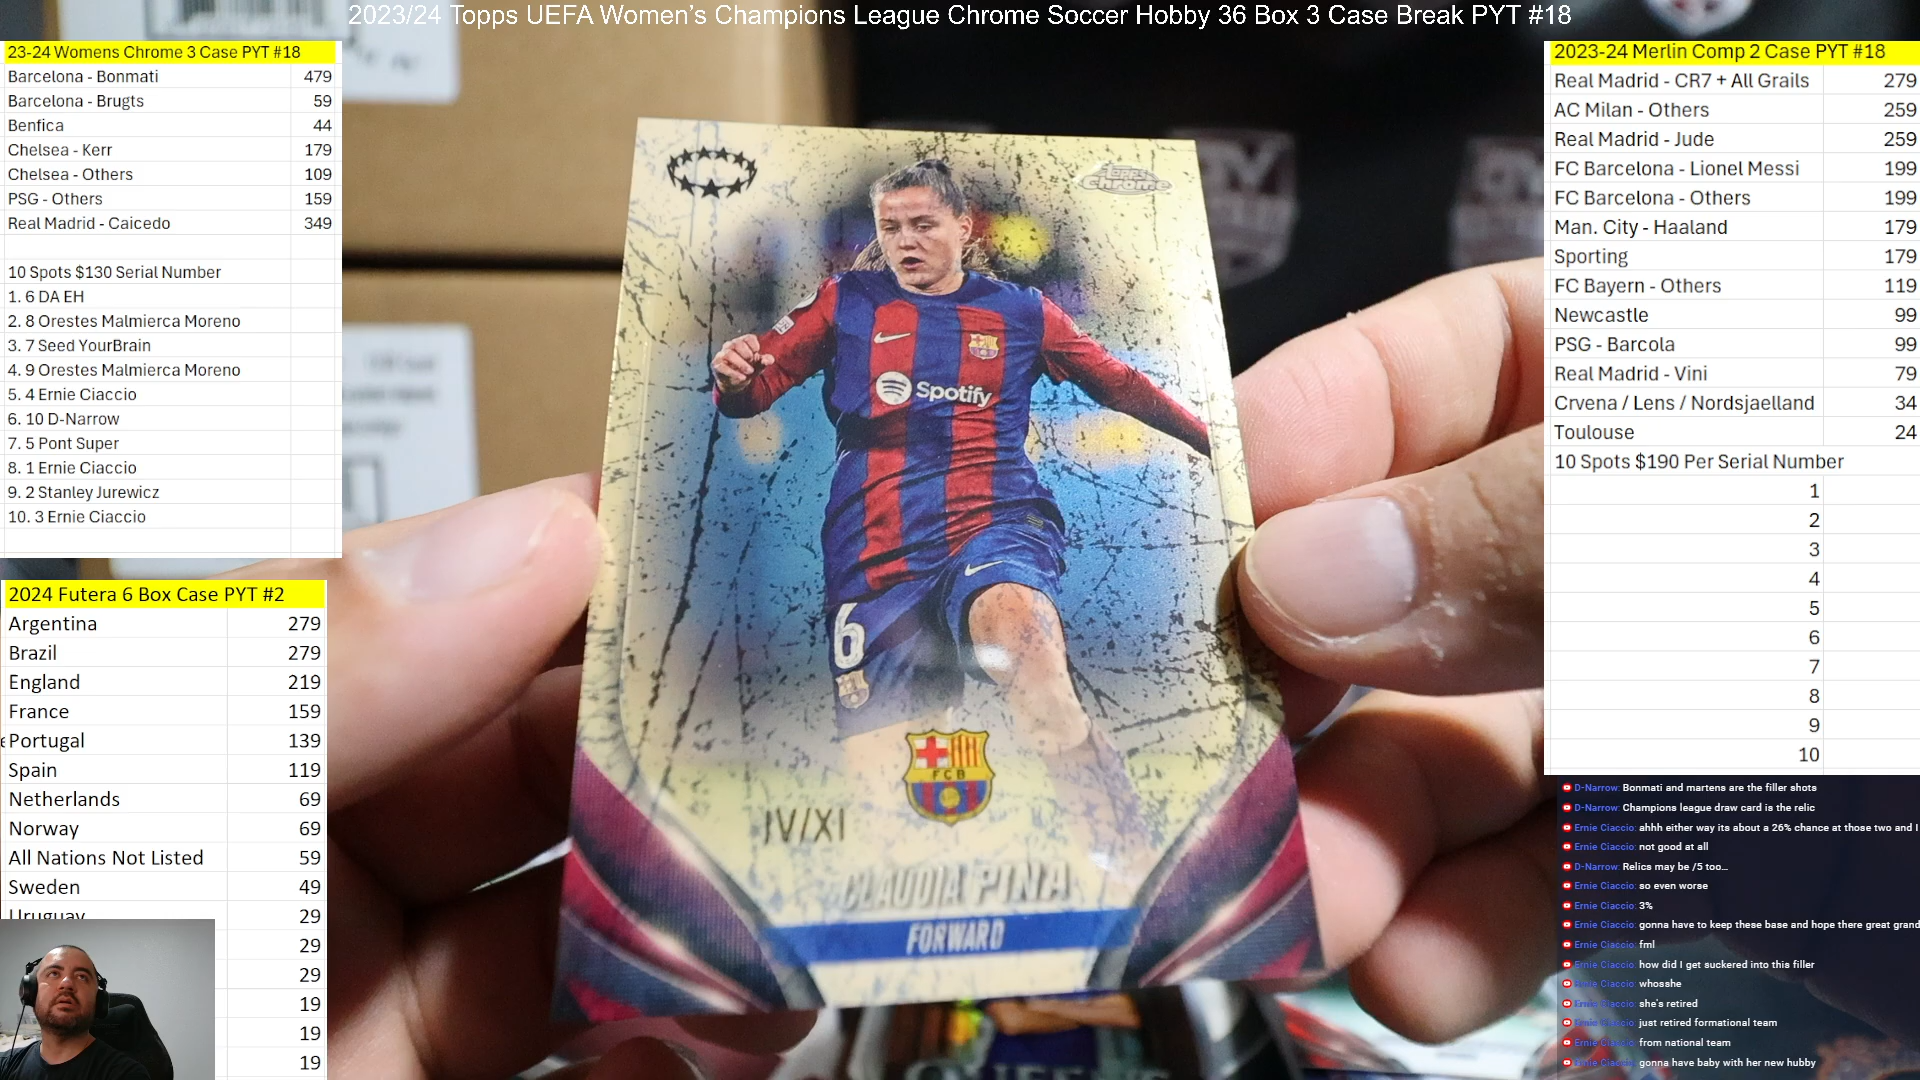 2023/24 Topps UEFA Women's Champions League Chrome Soccer Hobby 36 Box 3 Case Break PYT #18
23-24 Womens Chrome 3 Case PYT #18
Barcelona - Bonmati 479
Barcelona - Brugts 59
Benfica 44
Chelsea - Kerr 179
Chelsea - Others 109
PSG - Others 159
Real Madrid - Caicedo 349
10 Spots $130 Serial Number
1. 6 DA EH
2. 8 Orestes Malmierca Moreno
3. 7 Seed YourBrain
4. 9 Orestes Malmierca Moreno
5. 4 Ernie Ciaccio
6. 10 D-Narrow
7. 5 Pont Super
8. 1 Ernie Ciaccio
9. 2 Stanley Jurewicz
10. 3 Ernie Ciaccio
2024 Futera 6 Box Case PYT #2
Argentina 279
Brazil 279
England 219
France 159
Portugal 139
Spain 119
Netherlands 69
Norway 69
All Nations Not Listed 59
Sweden 49
Uruguay 29
29
29
19
19
19
Topps Chrome
Spotify
6
FCB
IV/XI
CLAUDIA PINA
FORWARD
2023-24 Merlin Comp 2 Case PYT #18
Real Madrid - CR7 + All Grails 279
AC Milan - Others 259
Real Madrid - Jude 259
FC Barcelona - Lionel Messi 199
FC Barcelona - Others 199
Man. City - Haaland 179
Sporting 179
FC Bayern - Others 119
Newcastle 99
PSG - Barcola 99
Real Madrid - Vini 79
Crvena / Lens / Nordsjaelland 34
Toulouse 24
10 Spots $190 Per Serial Number
1
2
3
4
5
6
7
8
9
10
D-Narrow: Bonmati and martens are the filler shots
D-Narrow: Champions league draw card is the relic
Ernie Ciaccio: ahhh either way its about a 26% chance at those two and I
Ernie Ciaccio: not good at all
D-Narrow: Relics may be /5 too...
Ernie Ciaccio: so even worse
Ernie Ciaccio: 3%
Ernie Ciaccio: gonna have to keep these base and hope there great grand
Ernie Ciaccio: fml
Ernie Ciaccio: how did I get suckered into this filler
Ernie Ciaccio: whosshe
Ernie Ciaccio: she's retired
Ernie Ciaccio: just retired formational team
Ernie Ciaccio: from national team
Ernie Ciaccio: gonna have baby with her new hubby